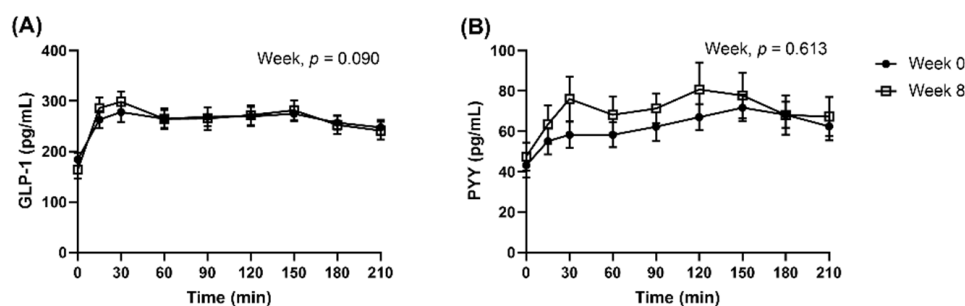 (A)
Week, p = 0.090
GLP-1 (pg/mL)
400
300
200
100
0
0 30 60 90 120 150 180 210
Time (min)
(B)
Week, p = 0.613
PYY (pg/mL)
100
80
60
40
20
0
0 30 60 90 120 150 180 210
Time (min)
Week 0
Week 8